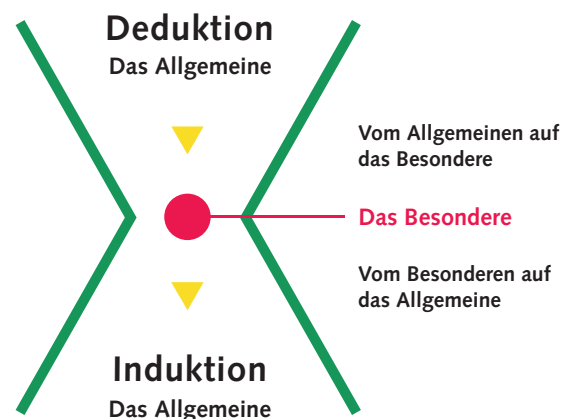 Deduktion
Das Allgemeine
Vom Allgemeinen auf
das Besondere
Das Besondere
Vom Besonderen auf
das Allgemeine
Induktion
Das Allgemeine